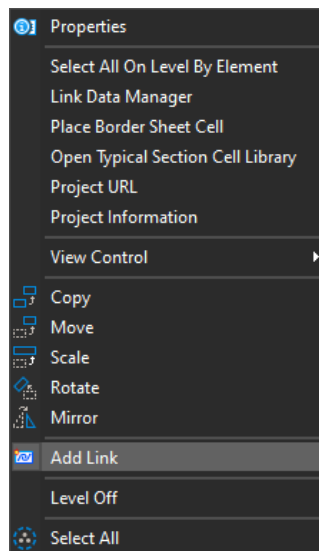 Properties
Select All On Level By Element
Link Data Manager
Place Border Sheet Cell
Open Typical Section Cell Library
Project URL
Project Information
View Control
Copy
Move
Scale
Rotate
Mirror
Add Link
Level Off
Select All